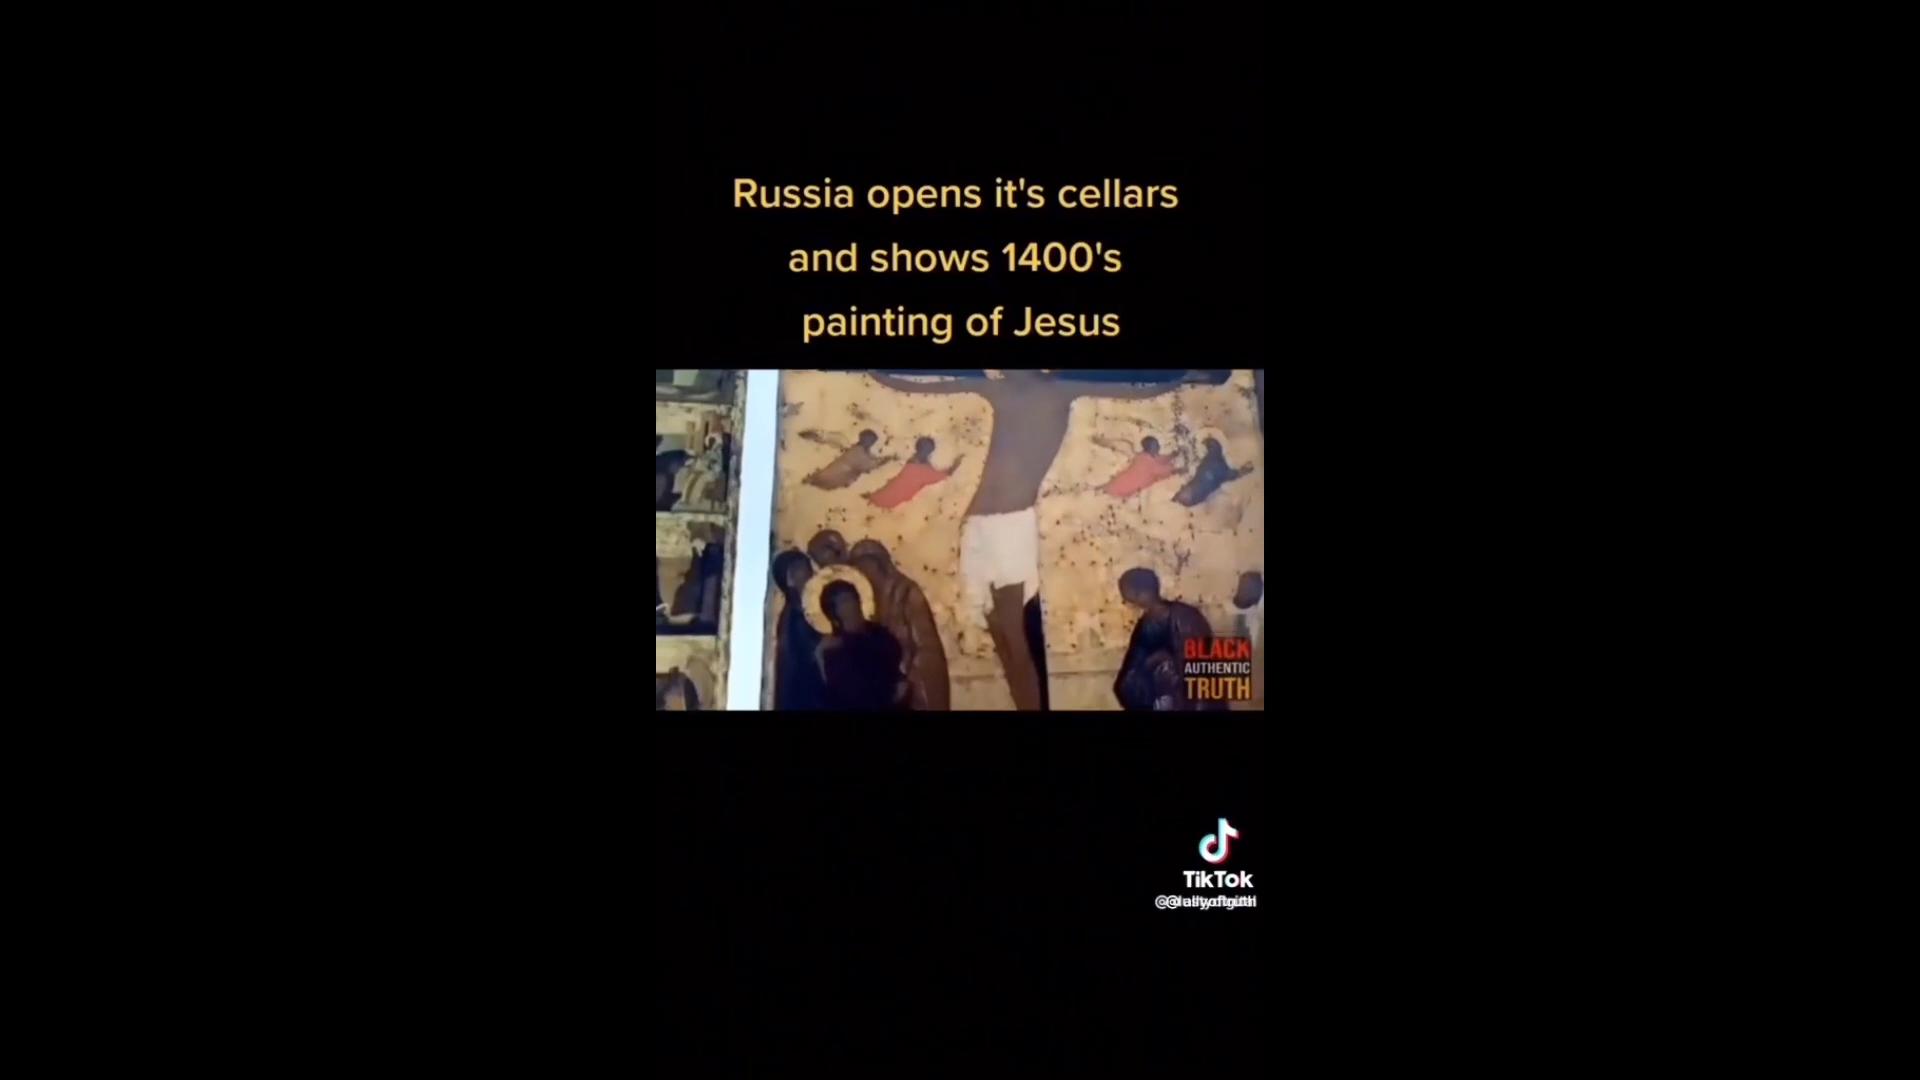 Russia opens it's cellars
and shows 1400's
painting of Jesus
BLACK
AUTHENTIC
TRUTH
TikTok